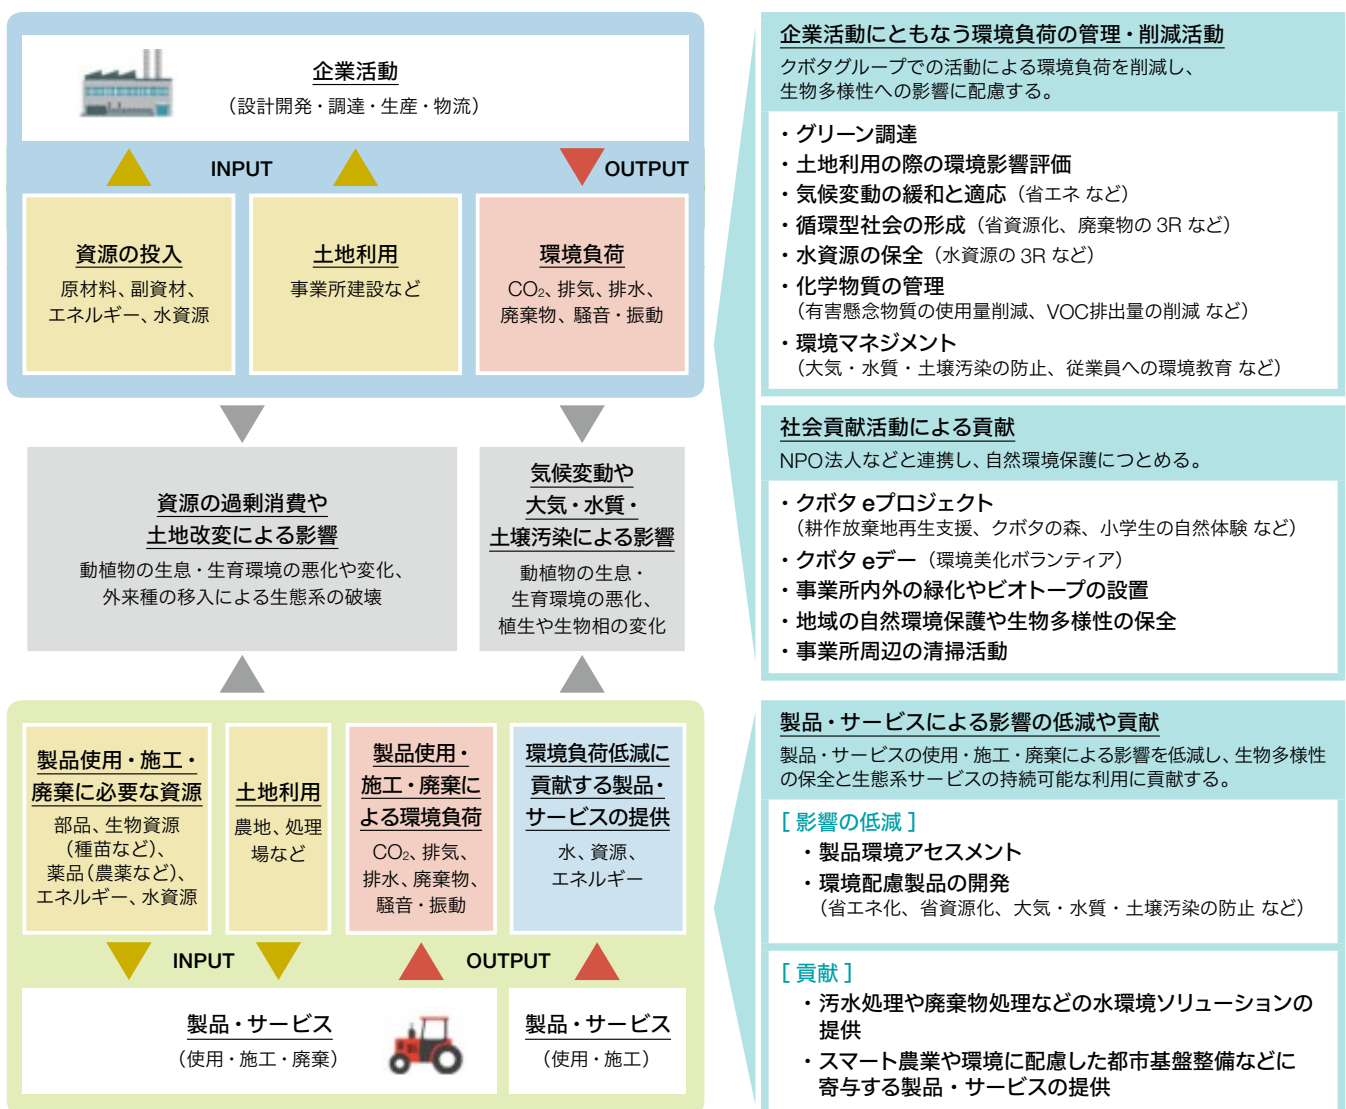 企業活動
（設計開発・調達・生産・物流）
INPUT
OUTPUT
資源の投入
原材料、副資材、
エネルギー、水資源
土地利用
事業所建設など
環境負荷
CO₂、排気、排水、
廃棄物、騒音・振動
資源の過剰消費や
土地改変による影響
動植物の生息・生育環境の悪化や変化、
外来種の移入による生態系の破壊
気候変動や
大気・水質・
土壌汚染による影響
動植物の生息・
生育環境の悪化、
植生や生物相の変化
製品使用・施工・
廃棄に必要な資源
部品、生物資源
（種苗など）、
薬品（農薬など）、
エネルギー、水資源
土地利用
農地、処理
場など
製品使用・
施工・廃棄に
よる環境負荷
CO₂、排気、
排水、廃棄物、
騒音・振動
環境負荷低減に
貢献する製品・
サービスの提供
水、資源、
エネルギー
INPUT
OUTPUT
製品・サービス
（使用・施工・廃棄）
製品・サービス
（使用・施工）
企業活動にともなう環境負荷の管理・削減活動
クボタグループでの活動による環境負荷を削減し、
生物多様性への影響に配慮する。
・グリーン調達
・土地利用の際の環境影響評価
・気候変動の緩和と適応（省エネ など）
・循環型社会の形成（省資源化、廃棄物の 3R など）
・水資源の保全（水資源の 3R など）
・化学物質の管理
（有害懸念物質の使用量削減、VOC排出量の削減 など）
・環境マネジメント
（大気・水質・土壌汚染の防止、従業員への環境教育 など）
社会貢献活動による貢献
NPO法人などと連携し、自然環境保護につとめる。
・クボタ eプロジェクト
（耕作放棄地再生支援、クボタの森、小学生の自然体験 など）
・クボタ eデー（環境美化ボランティア）
・事業所内外の緑化やビオトープの設置
・地域の自然環境保護や生物多様性の保全
・事業所周辺の清掃活動
製品・サービスによる影響の低減や貢献
製品・サービスの使用・施工・廃棄による影響を低減し、生物多様性
の保全と生態系サービスの持続可能な利用に貢献する。
［ 影響の低減 ］
・製品環境アセスメント
・環境配慮製品の開発
（省エネ化、省資源化、大気・水質・土壌汚染の防止 など）
［ 貢献 ］
・汚水処理や廃棄物処理などの水環境ソリューションの
提供
・スマート農業や環境に配慮した都市基盤整備などに
寄与する製品・サービスの提供